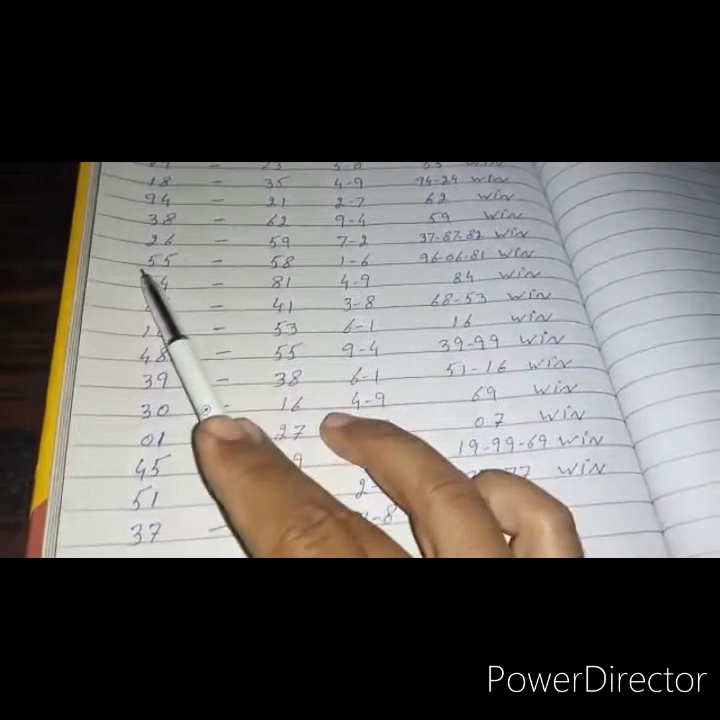 18 - 35 4-9 74-24 WIN
94 - 21 2-7 62 WIN
38 - 62 9-4 59 WIN
26 - 59 7-2 37-87-82 WIN
55 - 58 1-6 96-06-81 WIN
- 81 4-9 84 WIN
- 41 3-8 68-53 WIN
- 53 6-1 16 WIN
48 - 55 9-4 39-99 WIN
39 - 38 6-1 51-16 WIN
30 - 16 4-9 69 WIN
01 27 07 WIN
45 19-99-69 WIN
51 WIN
37 -
PowerDirector